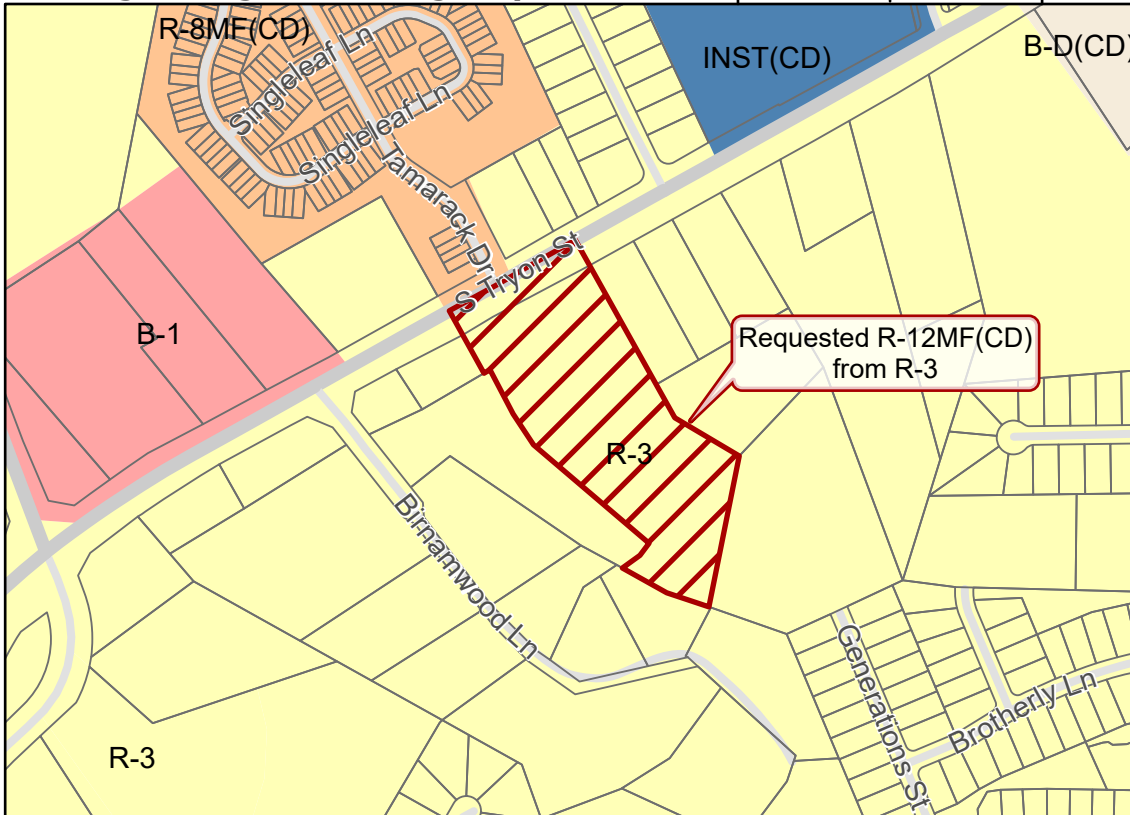 R-8MF(CD)
Singleleaf Ln
Singleleaf Ln
INST(CD)
B-D(CD)
Tamarack Dr
S Tryon St
B-1
Requested R-12MF(CD)
from R-3
R-3
Birnamwood Ln
Generations St
Brotherly Ln
R-3